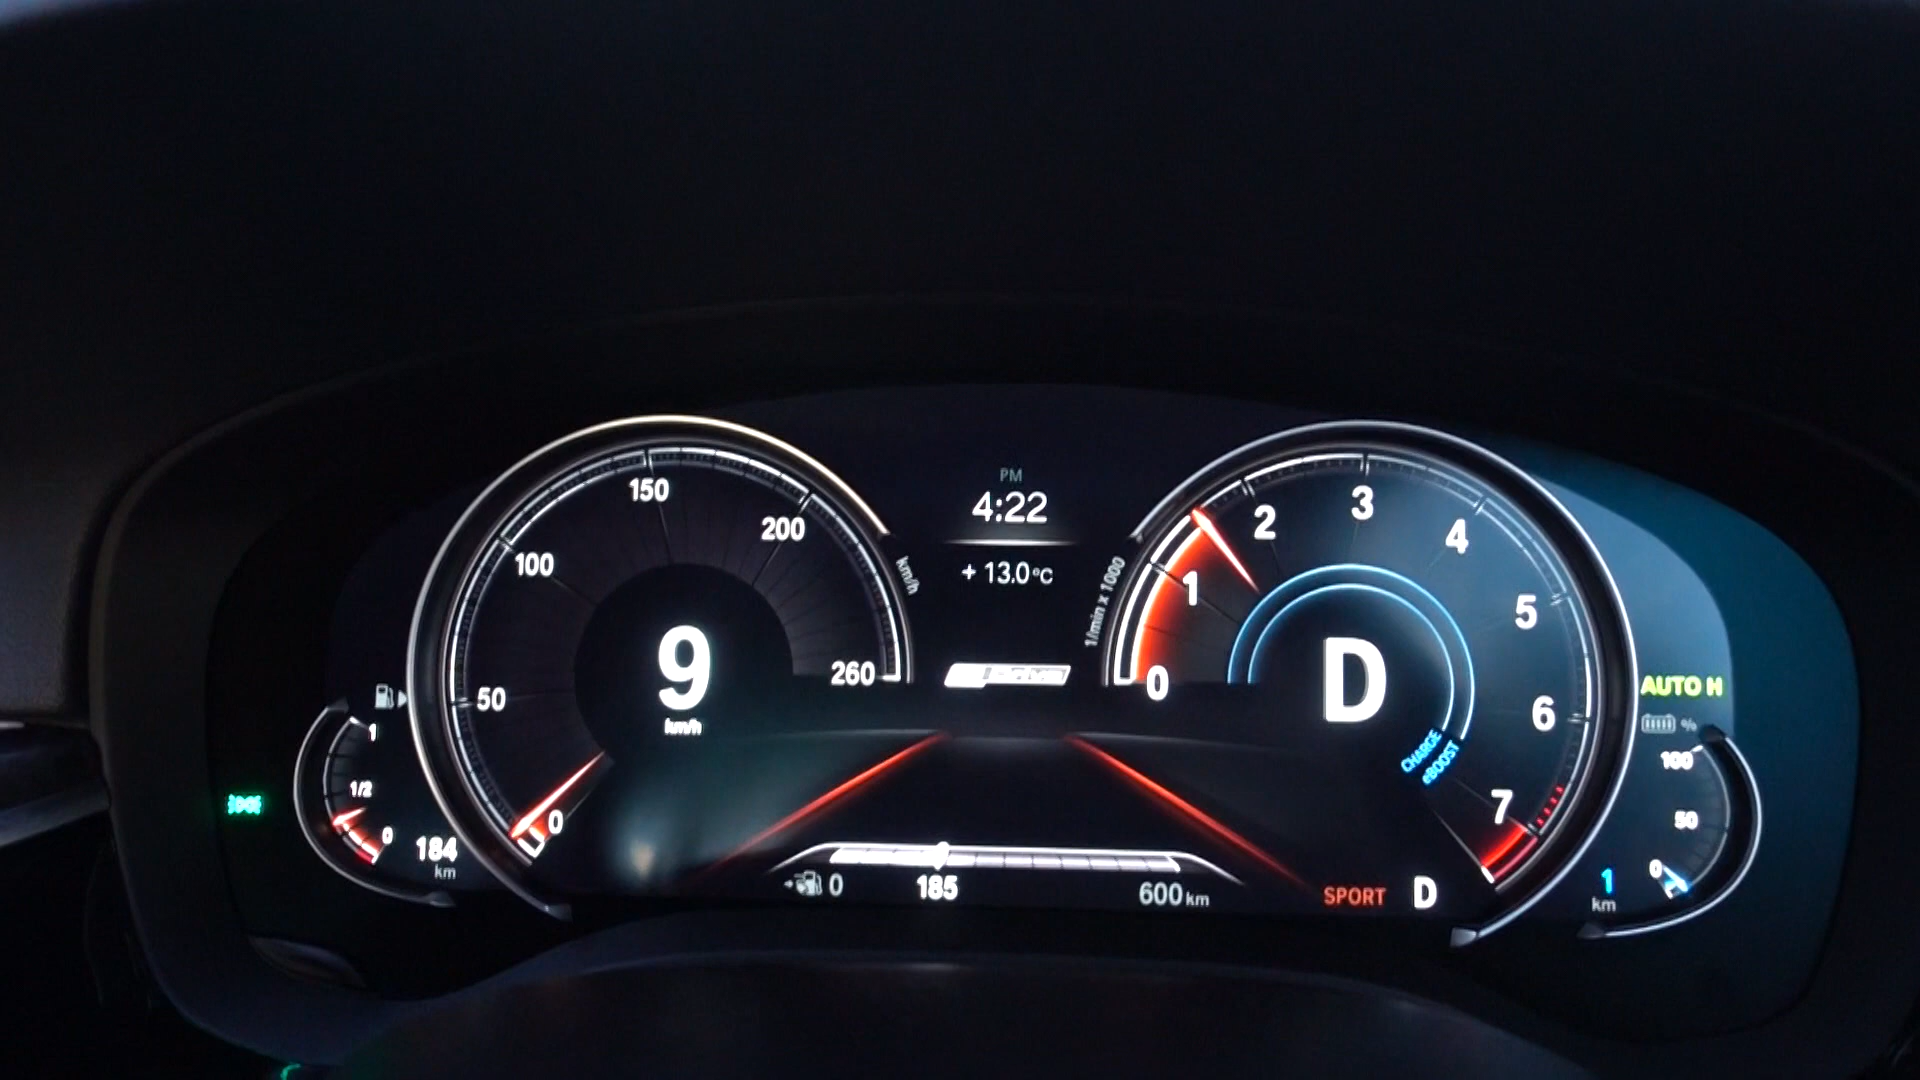 PM
4:22
+ 13.0°C
50
100
150
200
260
km/h
0
9
km/h
1/min x 1000
0
1
2
3
4
5
6
7
D
CHARGE
eBOOST
AUTO H
%
100
50
0
1
km
1
1/2
0
184
km
0
185
600 km
SPORT D